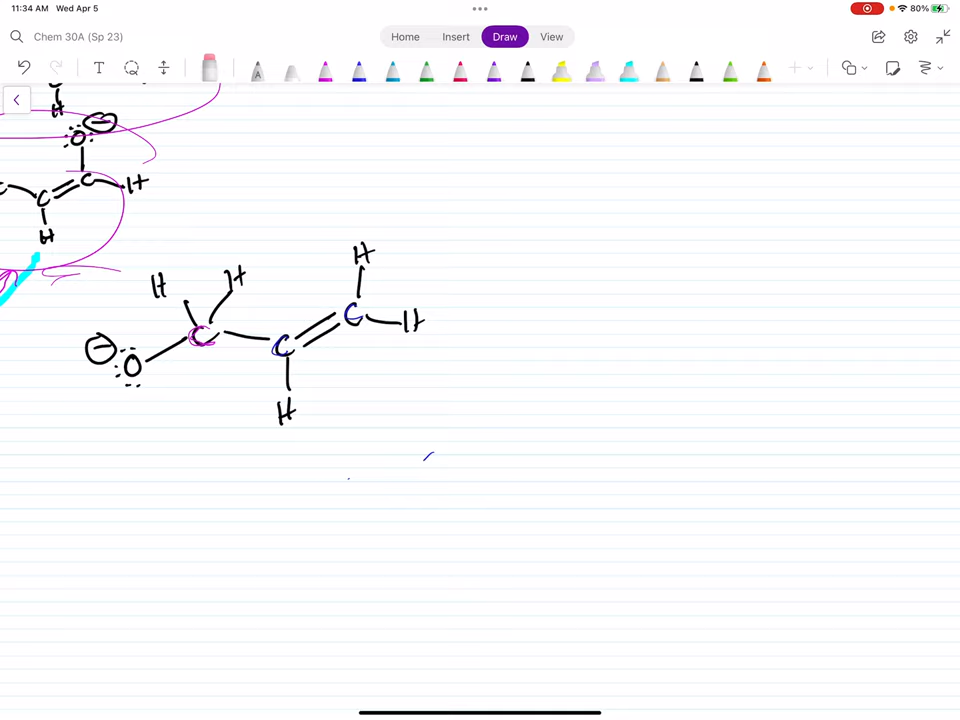 11:34 AM Wed Apr 5
80%
Chem 30A (Sp 23)
Home Insert Draw View
T
A
H
O
C H
C
H
H
H H
C H
C
C
O
H